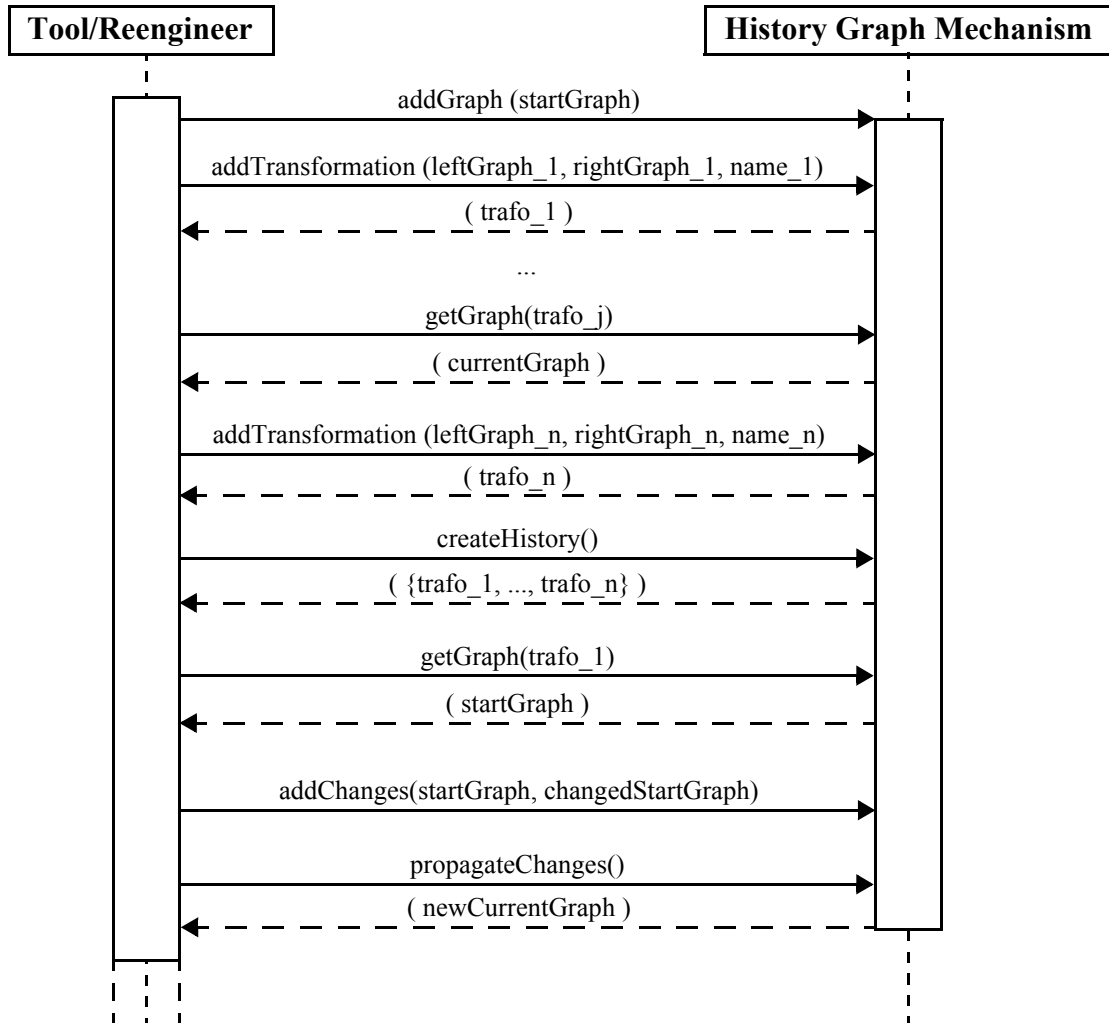 Tool/Reengineer
History Graph Mechanism
addGraph (startGraph)
addTransformation (leftGraph_1, rightGraph_1, name_1)
( trafo_1 )
...
getGraph(trafo_j)
( currentGraph )
addTransformation (leftGraph_n, rightGraph_n, name_n)
( trafo_n )
createHistory()
( {trafo_1, ..., trafo_n} )
getGraph(trafo_1)
( startGraph )
addChanges(startGraph, changedStartGraph)
propagateChanges()
( newCurrentGraph )